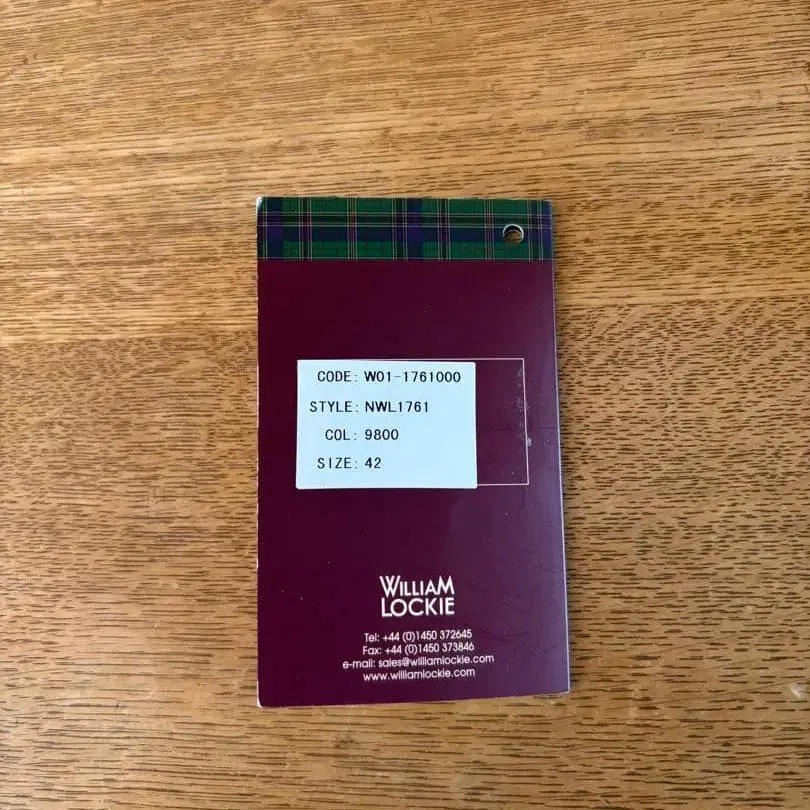 CODE: W01-1761000
STYLE: NWL1761
COL: 9800
SIZE: 42
WILLIAM
LOCKIE
Tel: +44 (0)1450 372645
Fax: +44 (0)1450 373846
e-mail: sales@williamlockie.com
www.williamlockie.com